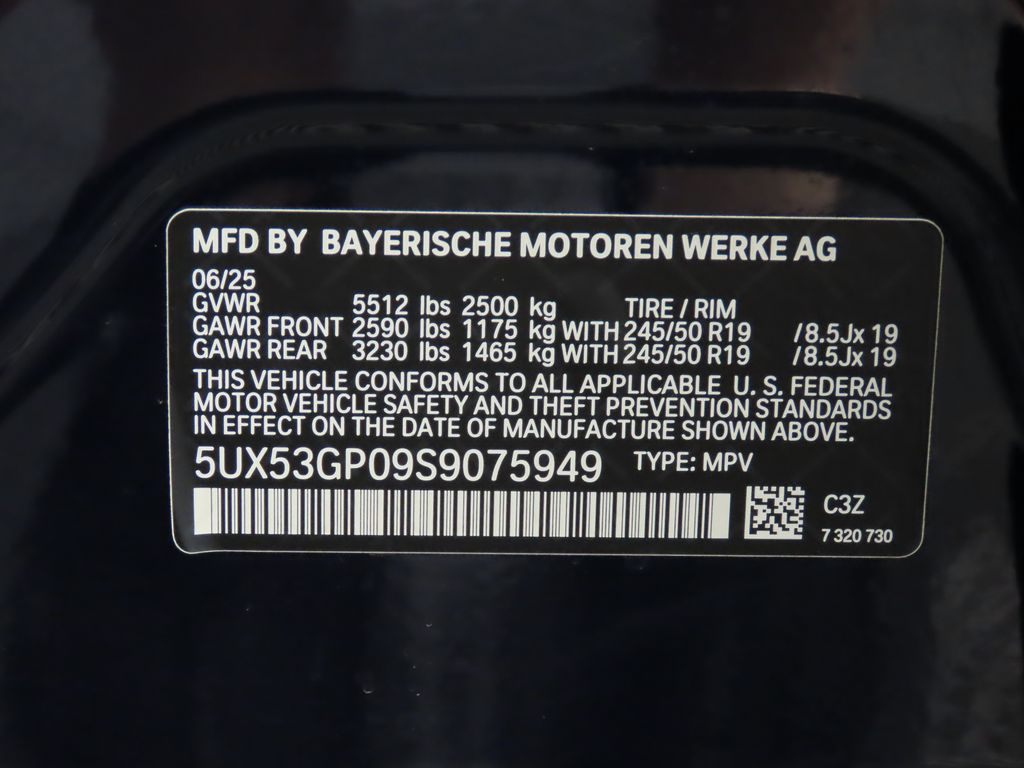 MFD BY BAYERISCHE MOTOREN WERKE AG
06/25
GVWR 5512 lbs 2500 kg TIRE / RIM
GAWR FRONT 2590 lbs 1175 kg WITH 245/50 R19 /8.5Jx 19
GAWR REAR 3230 lbs 1465 kg WITH 245/50 R19 /8.5Jx 19
THIS VEHICLE CONFORMS TO ALL APPLICABLE U. S. FEDERAL
MOTOR VEHICLE SAFETY AND THEFT PREVENTION STANDARDS
IN EFFECT ON THE DATE OF MANUFACTURE SHOWN ABOVE.
5UX53GP09S9075949 TYPE: MPV
C3Z
7 320 730